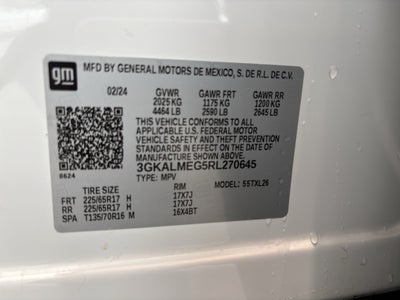 gm MFD BY GENERAL MOTORS DE MEXICO, S. DE R.L. DE C.V.
02/24 GVWR GAWR FRT GAWR RR
2025 KG 1175 KG 1200 KG
4464 LB 2590 LB 2645 LB
THIS VEHICLE CONFORMS TO ALL
APPLICABLE U.S. FEDERAL MOTOR
VEHICLE SAFETY AND THEFT
PREVENTION STANDARDS IN EFFECT ON
THE DATE OF MANUFACTURE SHOWN ABOVE.
3GKALMEG5RL270645
6624 TYPE: MPV MODEL: 55TXL26
TIRE SIZE RIM
FRT 225/65R17 H 17X7J
RR 225/65R17 H 17X7J
SP T135/70R16 M 16X4BT